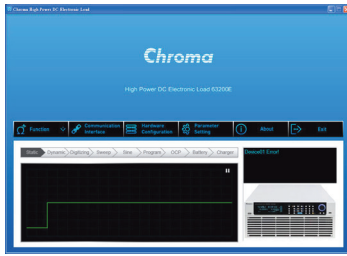 Chroma High Power DC Electronic Load
Chroma
High Power DC Electronic Load 63200E
Function
Communication Interface
Hardware Configuration
Parameter Setting
About
Exit
Static
Dynamic
Digitizing
Sweep
Sine
Program
OCP
Battery
Charger
Device01 Error!